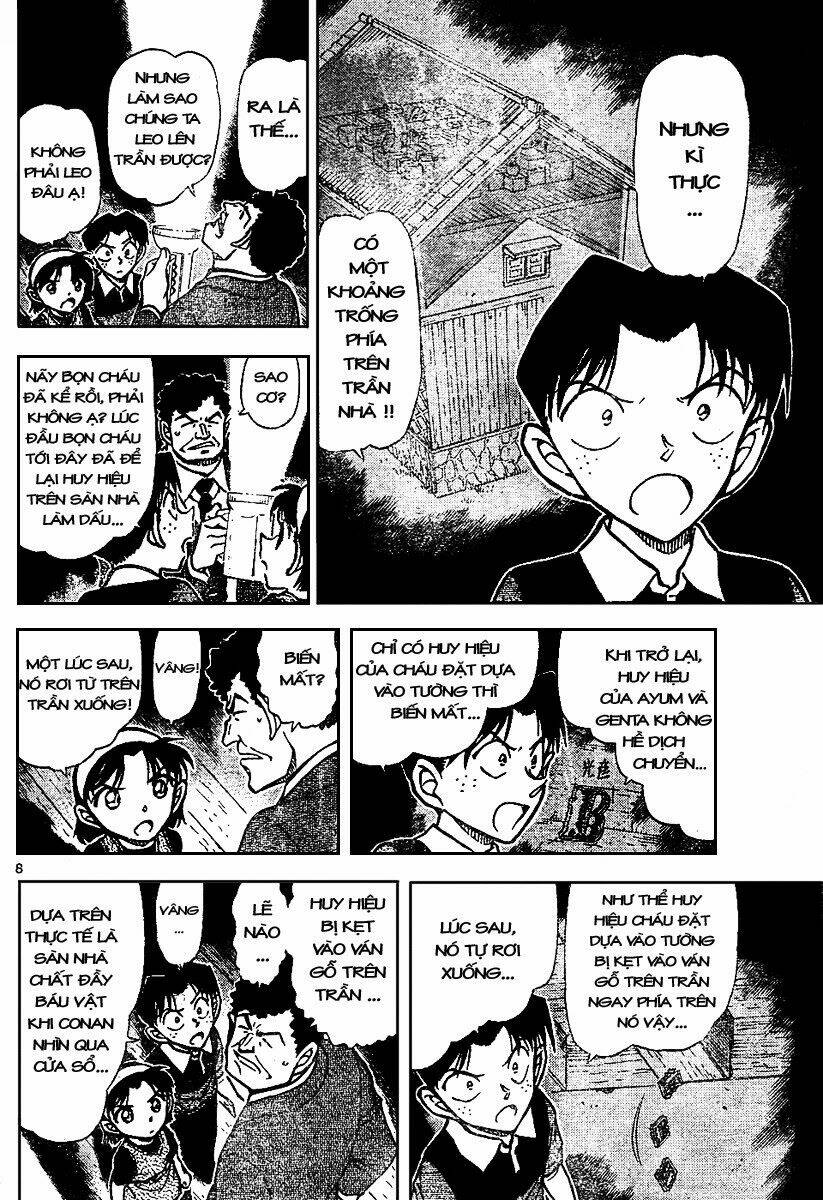 NHƯNG
KÌ
THỰC
...
CÓ
MỘT
KHOẢNG
TRỐNG
PHÍA
TRÊN
TRẦN
NHÀ !!
RA LÀ
THẾ...
NHƯNG
LÀM SAO
CHÚNG TA
LEO LÊN
TRẦN ĐƯỢC?
KHÔNG
PHẢI LEO
ĐÂU Ạ!
SAO
CƠ?
NÃY BỌN CHÁU
ĐÃ KỂ RỒI, PHẢI
KHÔNG Ạ? LÚC
ĐẦU BỌN CHÁU
TỚI ĐÂY ĐÃ ĐỂ
LẠI HUY HIỆU
TRÊN SÀN NHÀ
LÀM DẤU...
KHI TRỞ LẠI,
HUY HIỆU
CỦA AYUM VÀ
GENTA KHÔNG
HỀ DỊCH
CHUYỂN...
光彦
B
CHỈ CÓ HUY HIỆU
CỦA CHÁU ĐẶT DỰA
VÀO TƯỜNG THÌ
BIẾN MẤT...
BIẾN
MẤT?
VÂNG!
MỘT LÚC SAU,
NÓ RƠI TỪ TRÊN
TRẦN XUỐNG!
8
NHƯ THỂ HUY
HIỆU CHÁU ĐẶT
DỰA VÀO TƯỜNG
BỊ KẸT VÀO VÁN
GỖ TRÊN TRẦN
NGAY PHÍA TRÊN
NÓ VẬY...
LÚC SAU,
NÓ TỰ RƠI
XUỐNG...
HUY HIỆU
BỊ KẸT
VÀO VÁN
GỖ TRÊN
TRẦN ...
LẼ
NÀO
...
VÂNG
...
DỰA TRÊN
THỰC TẾ LÀ
SÀN NHÀ
CHẤT ĐẦY
BÁU VẬT
KHI CONAN
NHÌN QUA
CỬA SỔ...